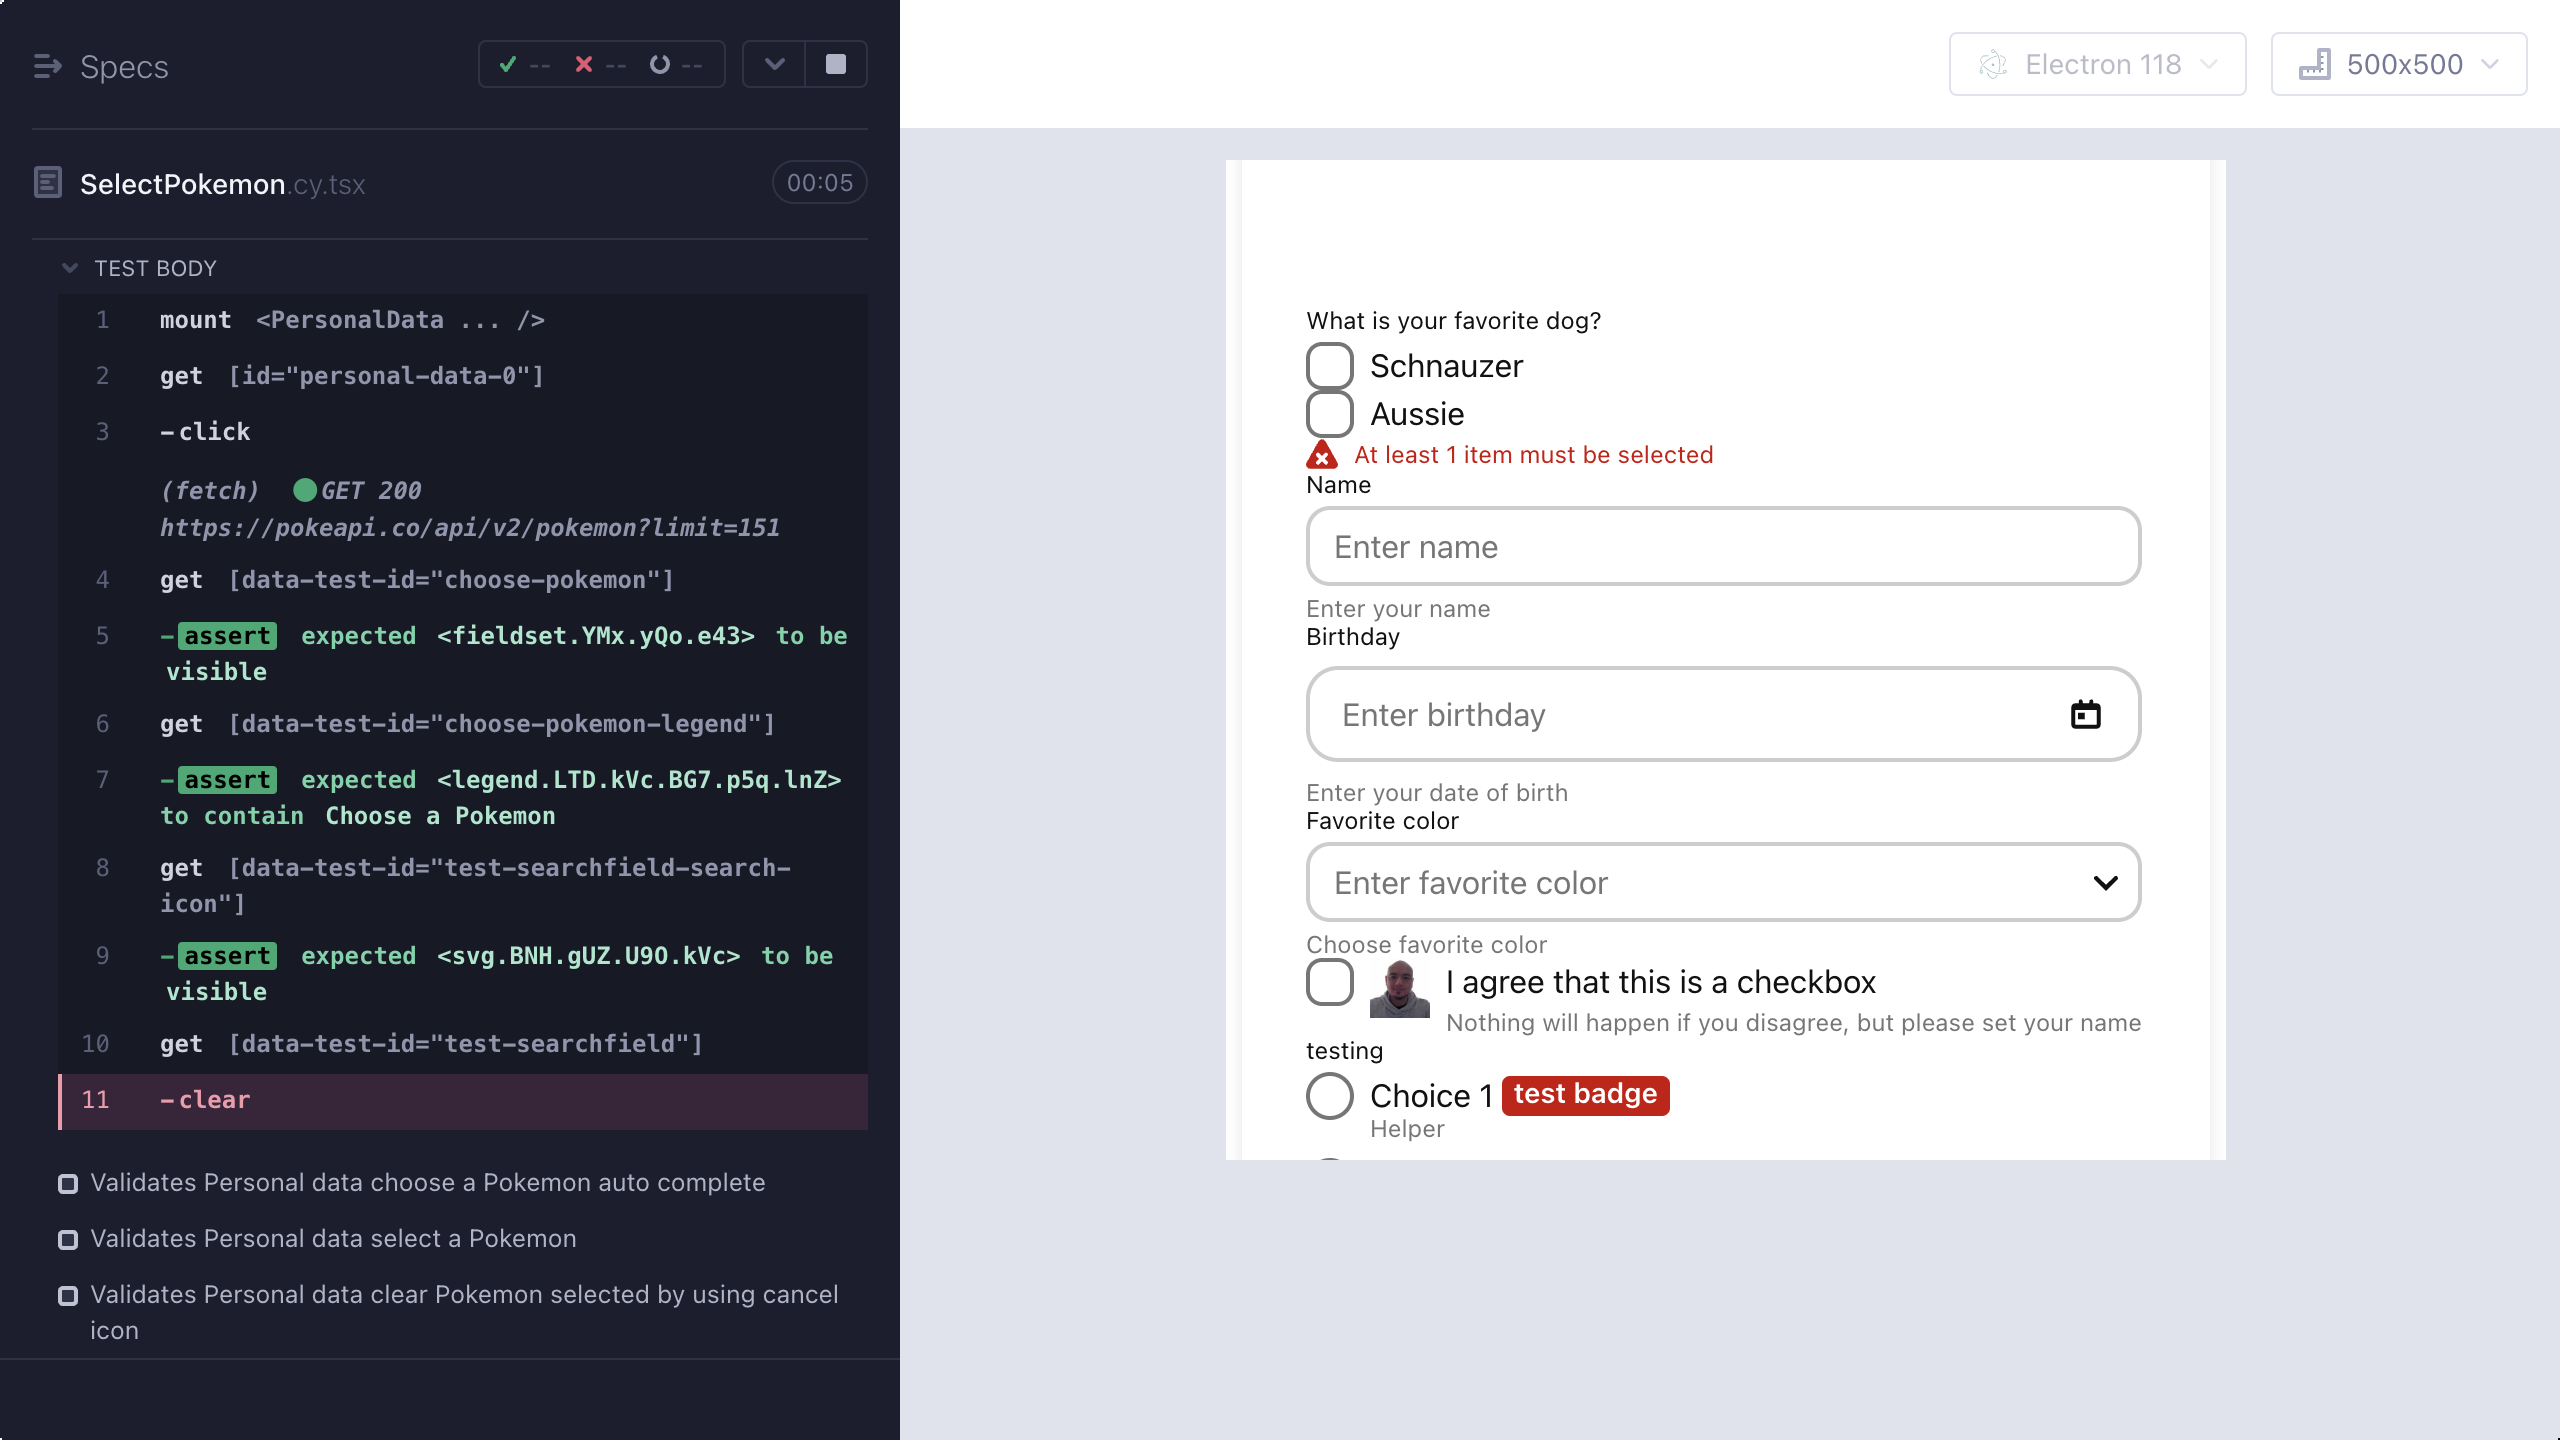 Specs
-- -- --
SelectPokemon.cy.tsx
00:05
TEST BODY
1 mount <PersonalData ... />
2 get [id="personal-data-0"]
3 -click
(fetch) GET 200
https://pokeapi.co/api/v2/pokemon?limit=151
4 get [data-test-id="choose-pokemon"]
5 -assert expected <fieldset.YMx.yQo.e43> to be
visible
6 get [data-test-id="choose-pokemon-legend"]
7 -assert expected <legend.LTD.kVc.BG7.p5q.lnZ>
to contain Choose a Pokemon
8 get [data-test-id="test-searchfield-search-
icon"]
9 -assert expected <svg.BNH.gUZ.U9O.kVc> to be
visible
10 get [data-test-id="test-searchfield"]
11 -clear
Validates Personal data choose a Pokemon auto complete
Validates Personal data select a Pokemon
Validates Personal data clear Pokemon selected by using cancel
icon
Electron 118
500x500
What is your favorite dog?
Schnauzer
Aussie
At least 1 item must be selected
Name
Enter name
Enter your name
Birthday
Enter birthday
Enter your date of birth
Favorite color
Enter favorite color
Choose favorite color
I agree that this is a checkbox
Nothing will happen if you disagree, but please set your name
testing
Choice 1 test badge
Helper